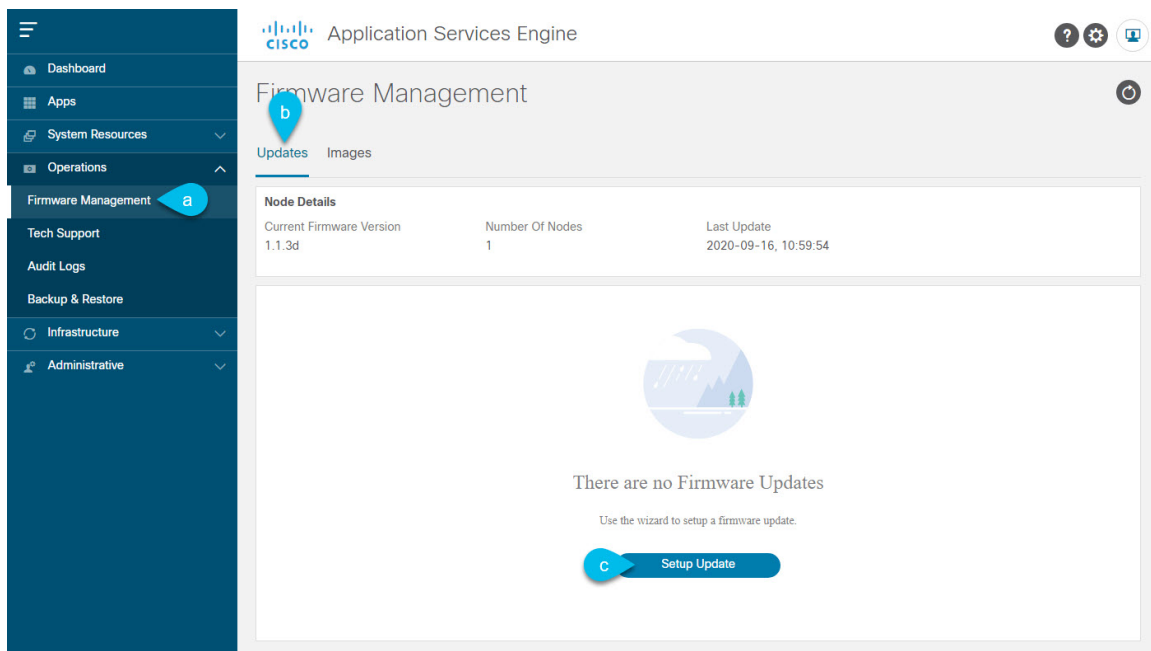 cisco Application Services Engine ?
Dashboard
Apps
System Resources
Operations
Firmware Management a
Tech Support
Audit Logs
Backup & Restore
Infrastructure
Administrative
Firmware Management
b
Updates Images
Node Details
Current Firmware Version Number Of Nodes Last Update
1.1.3d 1 2020-09-16, 10:59:54
There are no Firmware Updates
Use the wizard to setup a firmware update.
c Setup Update